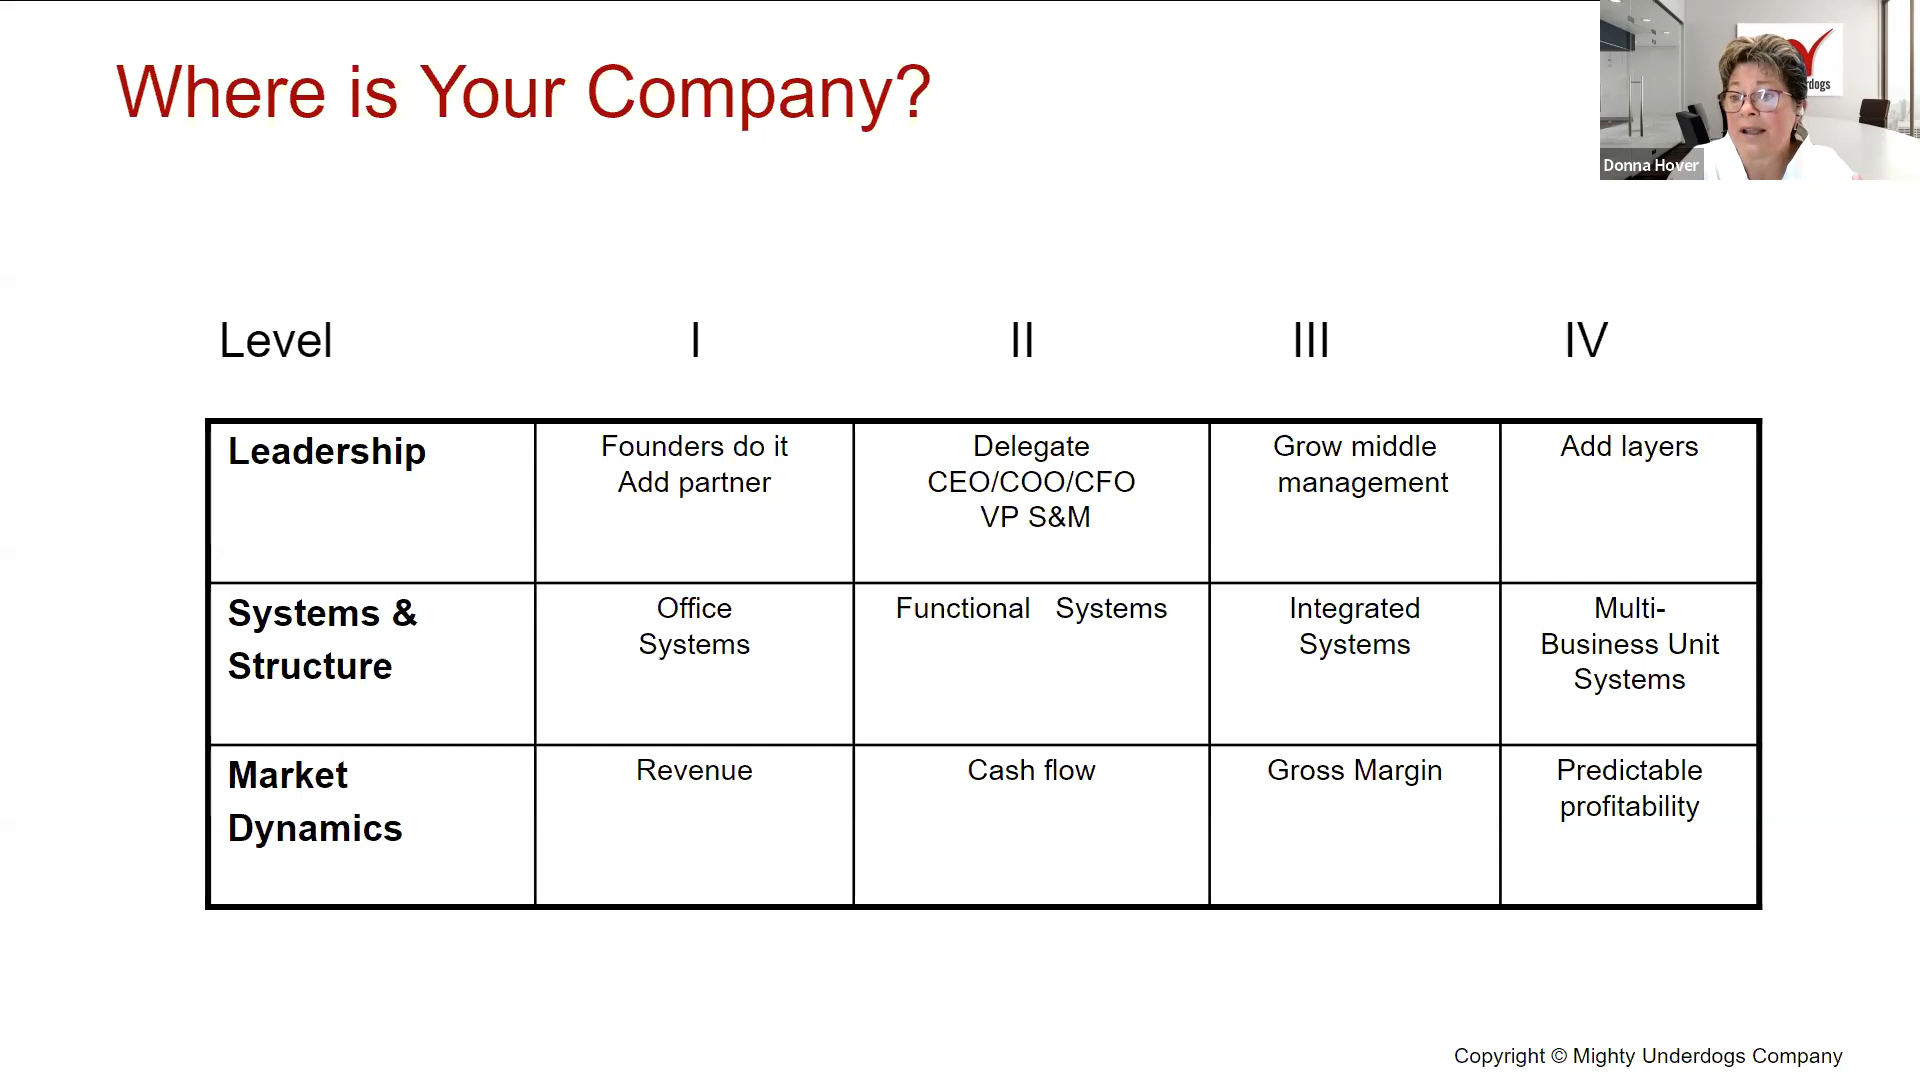 Where is Your Company?
rdogs
Donna Hover
Level I II III IV
Leadership
Founders do it
Add partner
Delegate
CEO/COO/CFO
VP S&M
Grow middle
management
Add layers
Systems &
Structure
Office
Systems
Functional Systems
Integrated
Systems
Multi-
Business Unit
Systems
Market
Dynamics
Revenue
Cash flow
Gross Margin
Predictable
profitability
Copyright © Mighty Underdogs Company